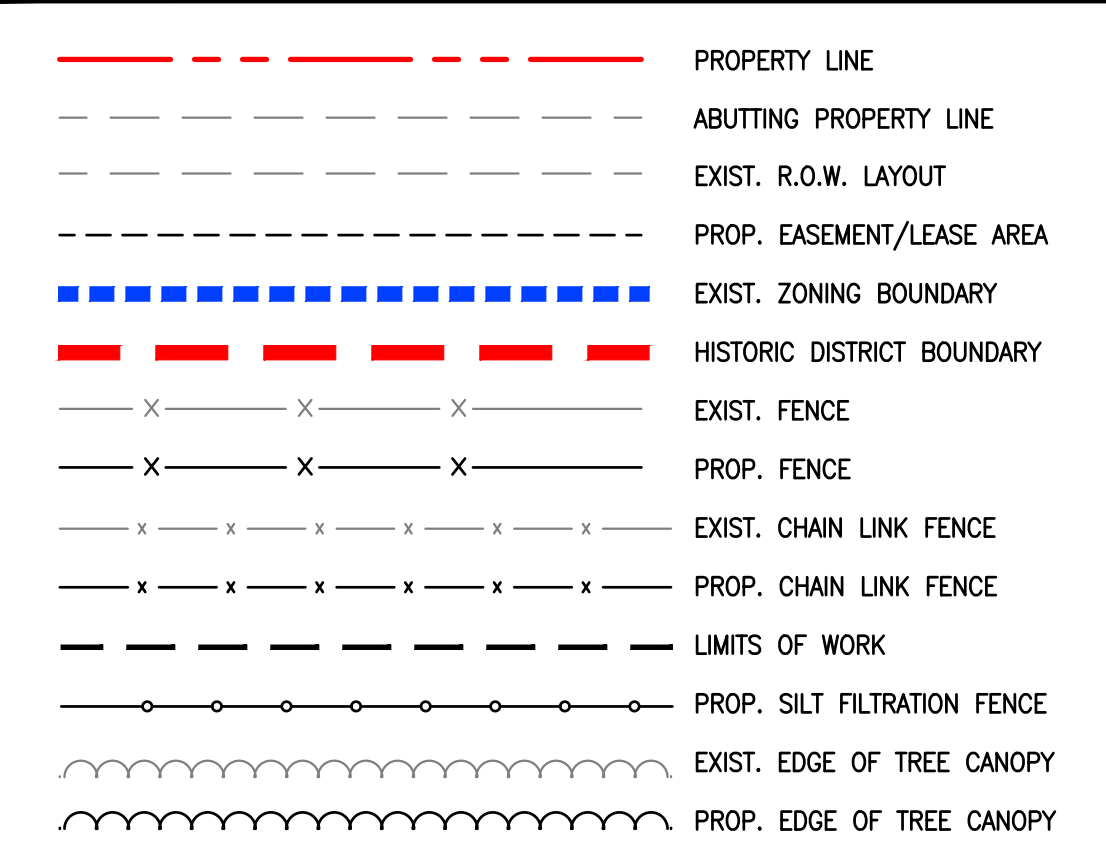 PROPERTY LINE
ABUTTING PROPERTY LINE
EXIST. R.O.W. LAYOUT
PROP. EASEMENT/LEASE AREA
EXIST. ZONING BOUNDARY
HISTORIC DISTRICT BOUNDARY
EXIST. FENCE
PROP. FENCE
EXIST. CHAIN LINK FENCE
PROP. CHAIN LINK FENCE
LIMITS OF WORK
PROP. SILT FILTRATION FENCE
EXIST. EDGE OF TREE CANOPY
PROP. EDGE OF TREE CANOPY